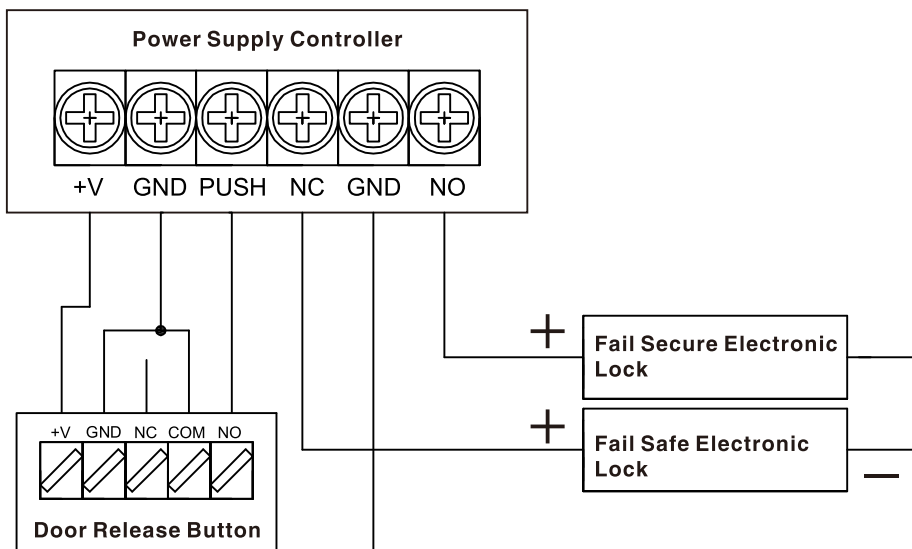 Power Supply Controller
+V GND PUSH NC GND NO
+ Fail Secure Electronic
Lock
+ Fail Safe Electronic
Lock
+V GND NC COM NO
Door Release Button